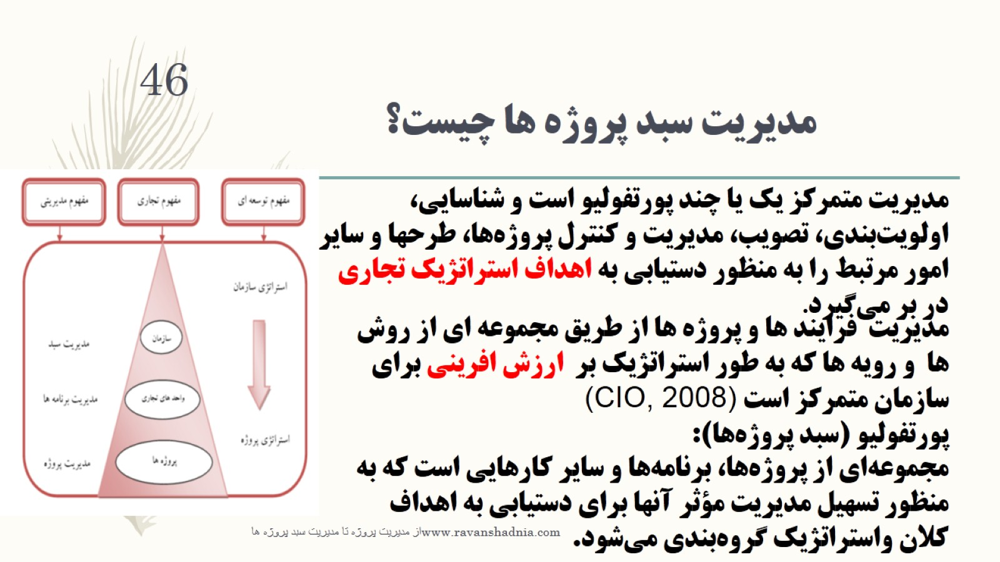 46
مدیریت سبد پروژه ها چیست؟
مدیریت متمرکز یک یا چند پورتفولیو است و شناسایی،
اولویت‌بندی، تصویب، مدیریت و کنترل پروژه‌ها، طرحها و سایر
امور مرتبط را به منظور دستیابی به اهداف استراتژیک تجاری
در بر می‌گیرد.
مدیریت فرایند ها و پروژه ها از طریق مجموعه ای از روش
ها و رویه ها که به طور استراتژیک بر ارزش افرینی برای
سازمان متمرکز است (CIO, 2008)
پورتفولیو (سبد پروژه‌ها):
مجموعه‌ای از پروژه‌ها، برنامه‌ها و سایر کارهایی است که به
منظور تسهیل مدیریت مؤثر آنها برای دستیابی به اهداف
کلان واستراتژیک گروه‌بندی می‌شود.
مفهوم توسعه ای
مفهوم تجاری
مفهوم مدیریتی
استراتژی سازمان
سازمان
مدیریت سبد
واحد های تجاری
مدیریت برنامه ها
استراتژی پروژه
پروژه ها
مدیریت پروژه
www.ravanshadnia.comاز مدیریت پروژه تا مدیریت سبد پروژه ها